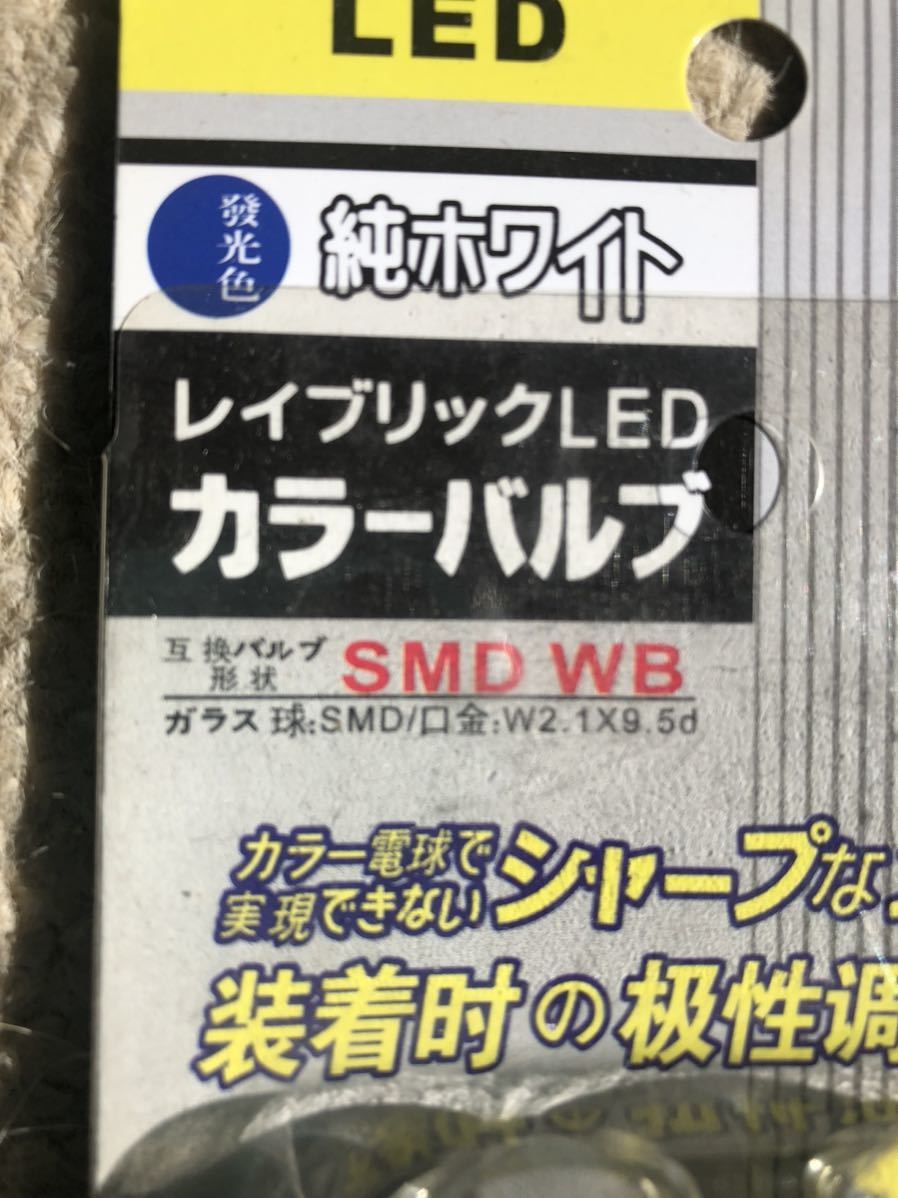 LED
發光色
純ホワイト
レイブリックLED
カラーバルブ
互換バルブ
形状
SMD WB
ガラス球:SMD/口金:W2.1X9.5d
カラー電球で
実現できない
シャープな
装着时の极性调